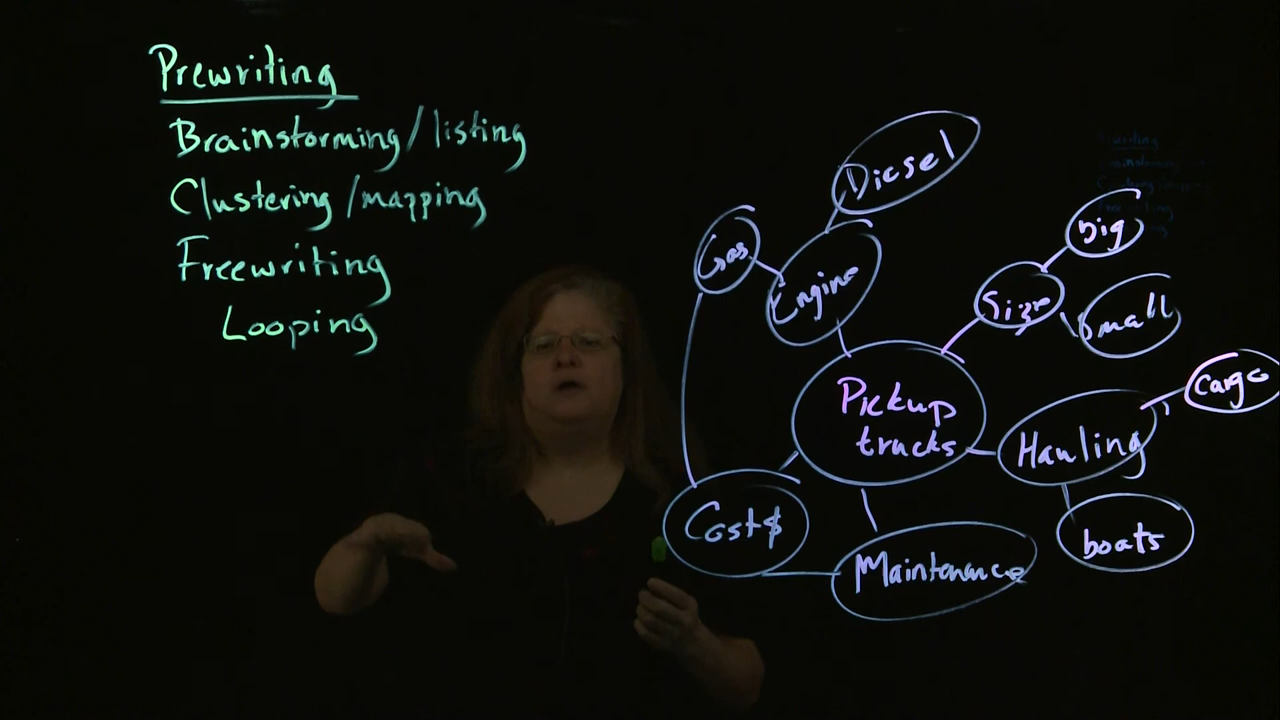 Prewriting
Brainstorming/listing
Clustering/mapping
Freewriting
Looping
Diesel
Gas
Engine
Big
Size
Small
Cargo
Pickup
trucks
Hauling
Cost$
boats
Maintenance